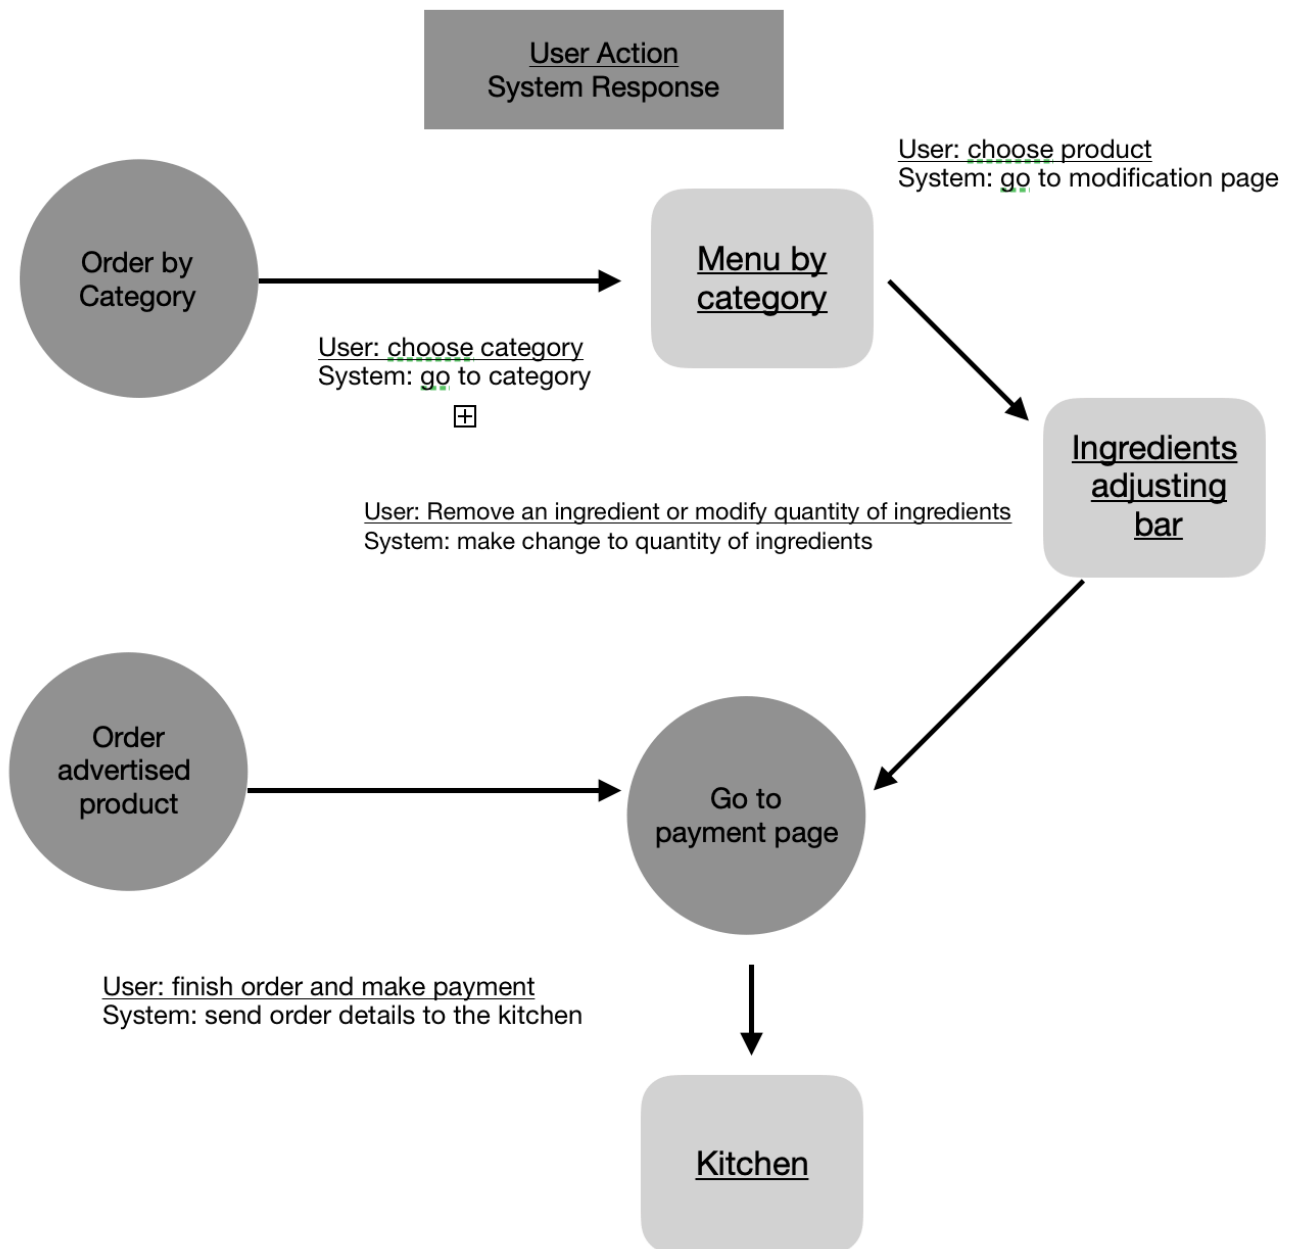 User Action
System Response
User: choose product
System: go to modification page
Order by
Category
Menu by
category
User: choose category
System: go to category
Ingredients
adjusting
bar
User: Remove an ingredient or modify quantity of ingredients
System: make change to quantity of ingredients
Order
advertised
product
Go to
payment page
User: finish order and make payment
System: send order details to the kitchen
Kitchen